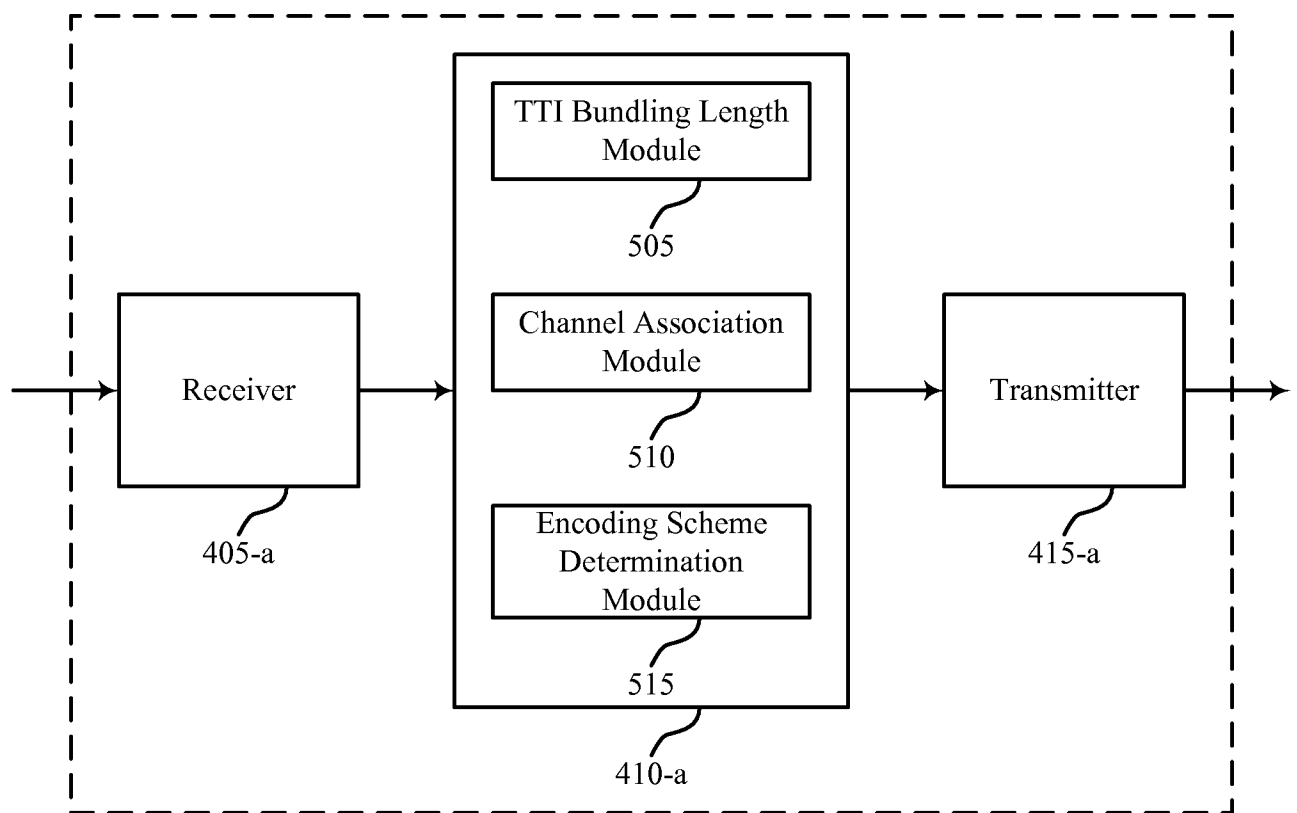 TTI Bundling Length
Module
505
Receiver
405-a
Channel Association
Module
510
Encoding Scheme
Determination
Module
515
410-a
Transmitter
415-a